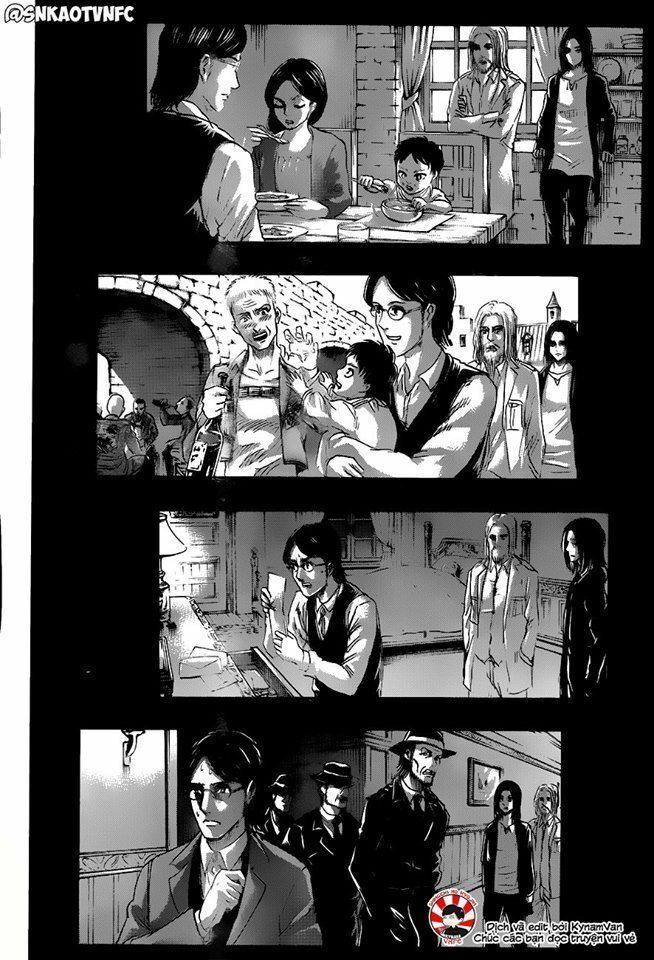 @SNKAOTVNFC
Dịch và edit bởi KynamVan
Chúc các bạn đọc truyện vui vẻ